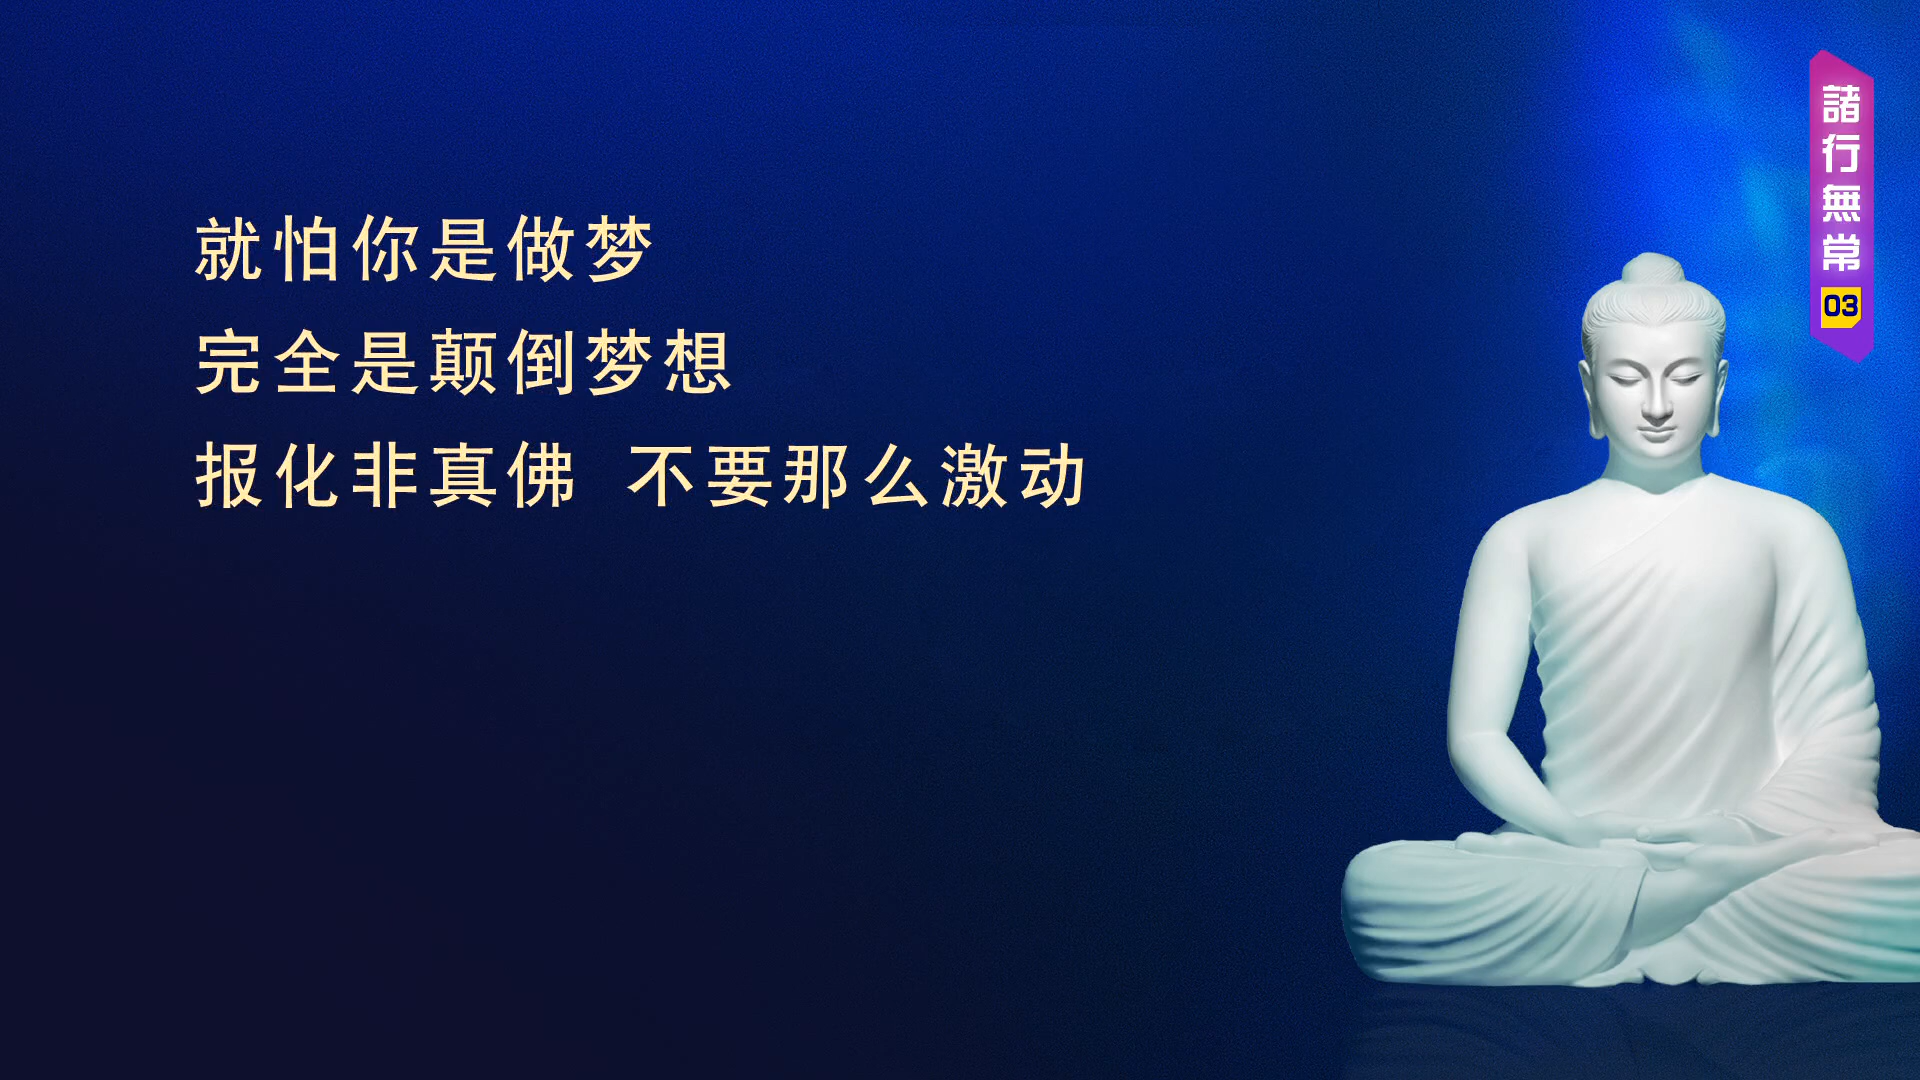 就怕你是做梦
完全是颠倒梦想
报化非真佛 不要那么激动
諸行無常
03